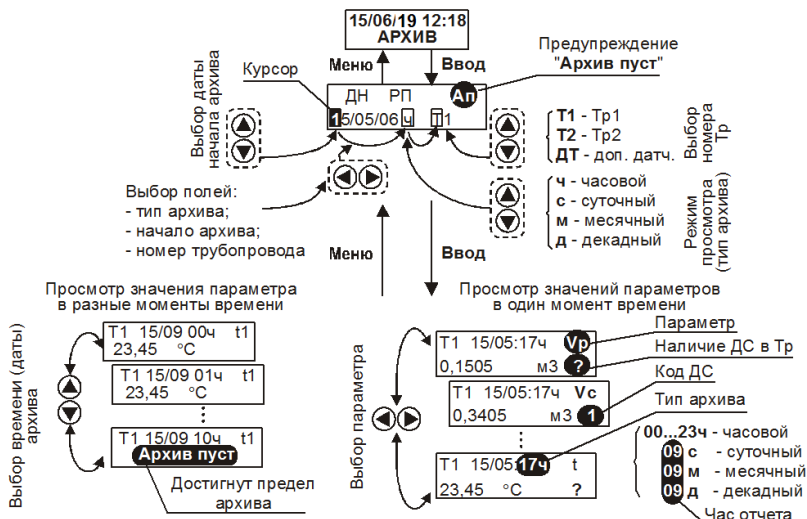 15/06/19 12:18
АРХИВ
Меню
Ввод
Предупреждение
"Архив пуст"
Курсор
Выбор даты
начала архива
ДН РП Ап
15/05/06 ч Т1
Т1 - Тр1
Т2 - Тр2
ДТ - доп. датч.
Выбор
номера
Тр
Выбор полей:
- тип архива;
- начало архива;
- номер трубопровода
ч - часовой
с - суточный
м - месячный
д - декадный
Режим
просмотра
(тип архива)
Меню
Ввод
Просмотр значения параметра
в разные моменты времени
Т1 15/09 00ч t1
23,45 °С
Т1 15/09 01ч t1
23,45 °С
Т1 15/09 10ч t1
Архив пуст
Достигнут предел
архива
Выбор времени (даты)
архива
Просмотр значений параметров
в один момент времени
Т1 15/05:17ч Vp
0,1505 м3 ?
Т1 15/05:17ч Vc
0,3405 м3 1
Т1 15/05:17ч t
23,45 °С ?
Выбор параметра
Параметр
Наличие ДС в Тр
Код ДС
Тип архива
00...23ч - часовой
09 с - суточный
09 м - месячный
09 д - декадный
Час отчета